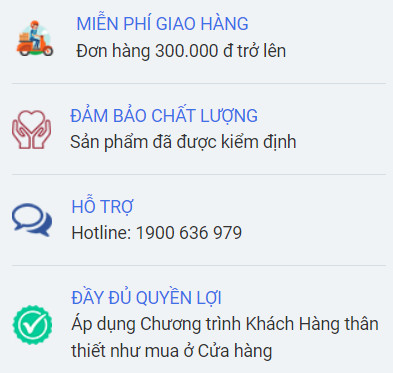 MIỄN PHÍ GIAO HÀNG
Đơn hàng 300.000 đ trở lên
ĐẢM BẢO CHẤT LƯỢNG
Sản phẩm đã được kiểm định
HỖ TRỢ
Hotline: 1900 636 979
ĐẦY ĐỦ QUYỀN LỢI
Áp dụng Chương trình Khách Hàng thân
thiết như mua ở Cửa hàng